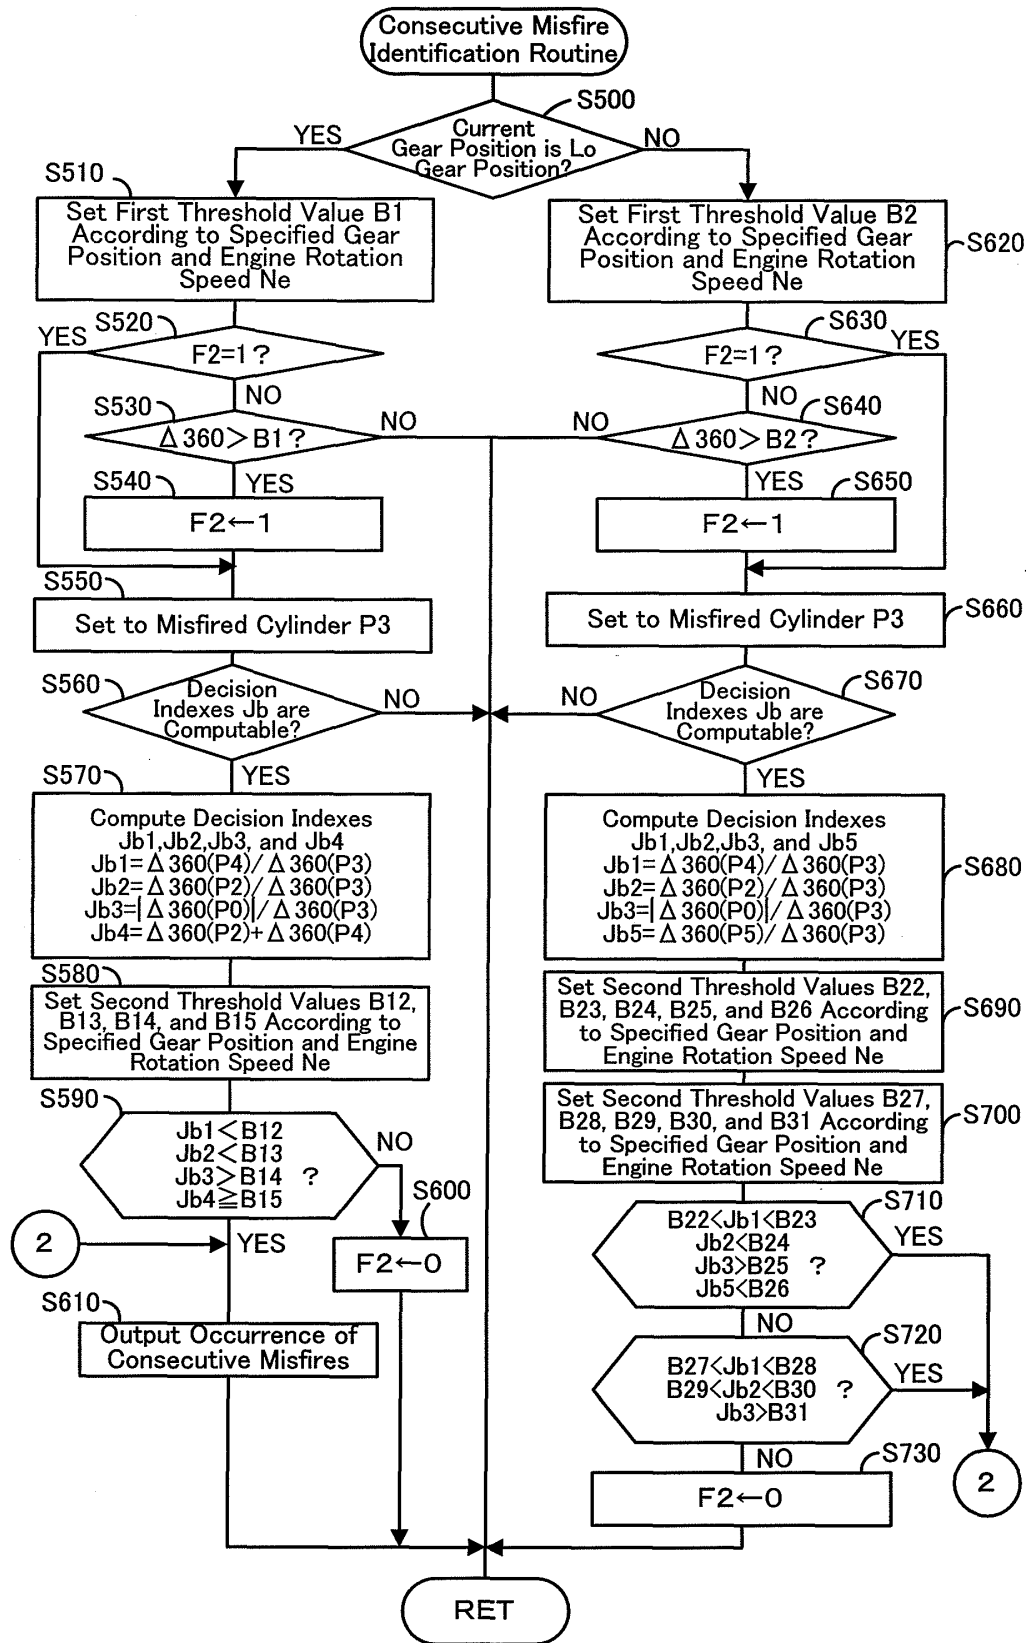 Consecutive Misfire
Identification Routine
S500
YES
Current
Gear Position is Lo
Gear Position?
NO
S510
Set First Threshold Value B1
According to Specified Gear
Position and Engine Rotation
Speed Ne
Set First Threshold Value B2
According to Specified Gear
Position and Engine Rotation
Speed Ne
S620
S520
YES
F2=1?
NO
S630
YES
F2=1?
NO
S530
Δ360>B1?
NO
YES
S640
NO
Δ360>B2?
YES
S540
F2←1
S650
F2←1
S550
Set to Misfired Cylinder P3
Set to Misfired Cylinder P3
S660
S560
Decision
Indexes Jb are
Computable?
NO
YES
S670
NO
Decision
Indexes Jb are
Computable?
YES
S570
Compute Decision Indexes
Jb1,Jb2,Jb3, and Jb4
Jb1=Δ360(P4)/Δ360(P3)
Jb2=Δ360(P2)/Δ360(P3)
Jb3=|Δ360(P0)|/Δ360(P3)
Jb4=Δ360(P2)+Δ360(P4)
Compute Decision Indexes
Jb1,Jb2,Jb3, and Jb5
Jb1=Δ360(P4)/Δ360(P3)
Jb2=Δ360(P2)/Δ360(P3)
Jb3=|Δ360(P0)|/Δ360(P3)
Jb5=Δ360(P5)/Δ360(P3)
S680
S580
Set Second Threshold Values B12,
B13, B14, and B15 According to
Specified Gear Position and Engine
Rotation Speed Ne
Set Second Threshold Values B22,
B23, B24, B25, and B26 According
to Specified Gear Position and
Engine Rotation Speed Ne
S690
Set Second Threshold Values B27,
B28, B29, B30, and B31 According
to Specified Gear Position and
Engine Rotation Speed Ne
S700
S590
Jb1<B12
Jb2<B13
Jb3>B14 ?
Jb4≧B15
NO
YES
S600
F2←0
2
S610
Output Occurrence of
Consecutive Misfires
S710
B22<Jb1<B23
Jb2<B24
Jb3>B25 ?
Jb5<B26
YES
NO
S720
B27<Jb1<B28
B29<Jb2<B30 ?
Jb3>B31
YES
NO
S730
F2←0
2
RET